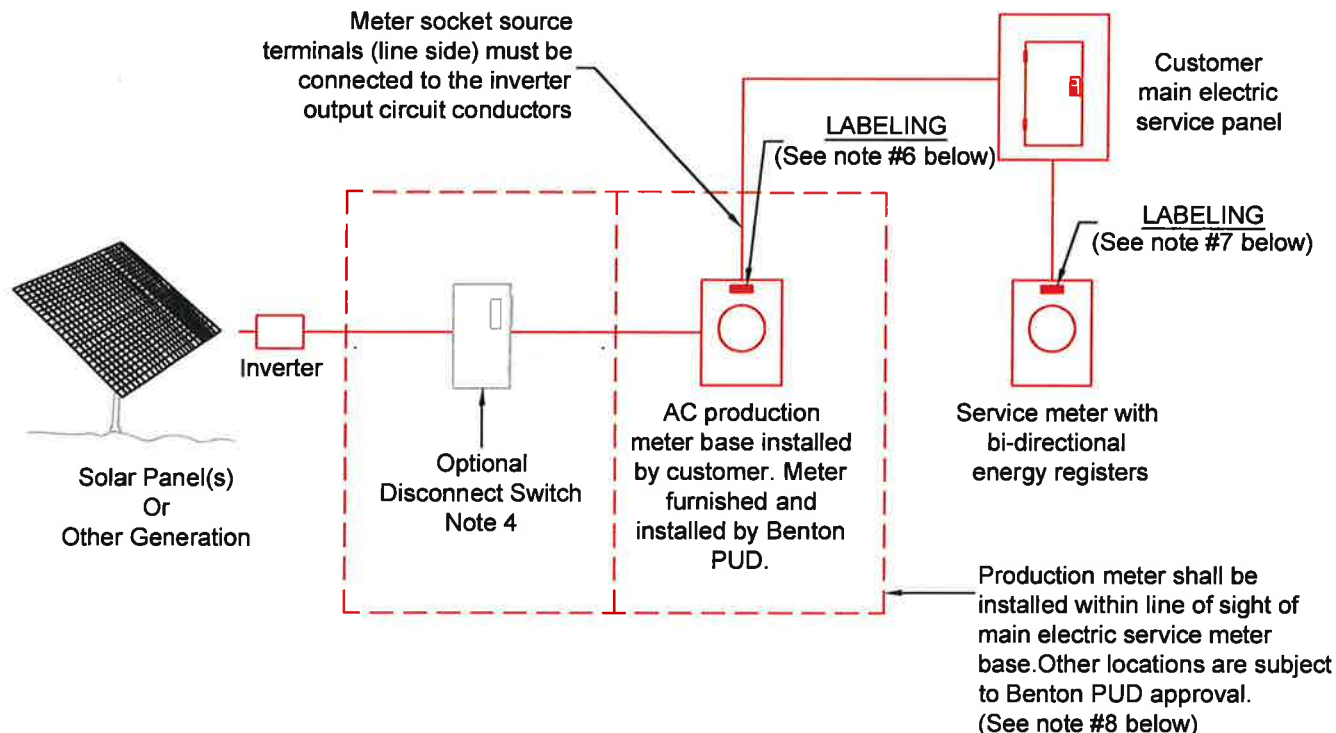 Meter socket source
terminals (line side) must be
connected to the inverter
output circuit conductors
LABELING
(See note #6 below)
Customer
main electric
service panel
LABELING
(See note #7 below)
Inverter
Solar Panel(s)
Or
Other Generation
Optional
Disconnect Switch
Note 4
AC production
meter base installed
by customer. Meter
furnished and
installed by Benton
PUD.
Service meter with
bi-directional
energy registers
Production meter shall be
installed within line of sight of
main electric service meter
base.Other locations are subject
to Benton PUD approval.
(See note #8 below)